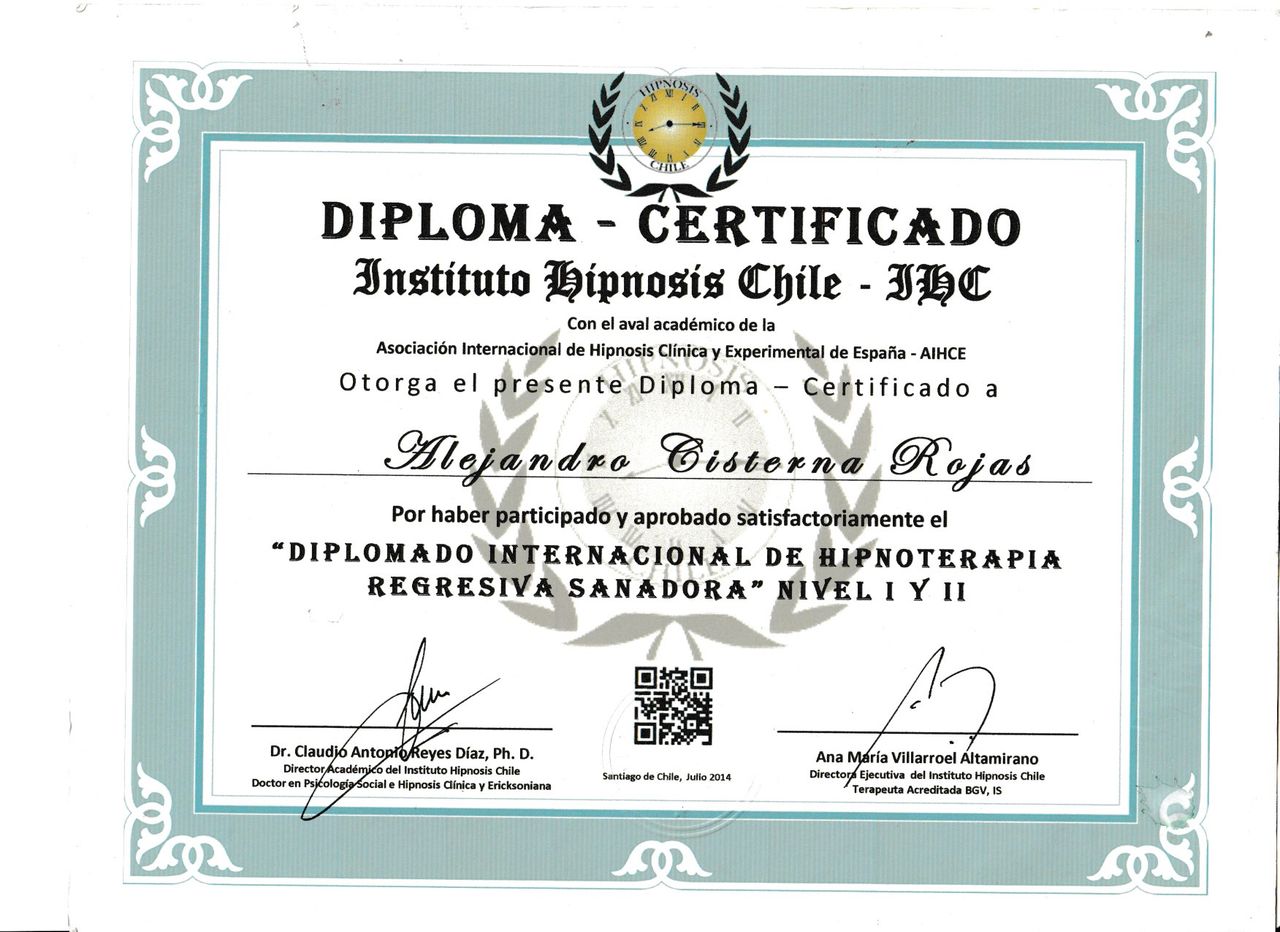 HIPNOSIS
CHILE
DIPLOMA - CERTIFICADO
Instituto Hipnosis Chile - IHC
Con el aval académico de la
Asociación Internacional de Hipnosis Clínica y Experimental de España - AIHCE
Otorga el presente Diploma – Certificado a
Alejandro Cisterna Rojas
Por haber participado y aprobado satisfactoriamente el
“DIPLOMADO INTERNACIONAL DE HIPNOTERAPIA
REGRESIVA SANADORA” NIVEL I Y II
Dr. Claudio Antonio Reyes Díaz, Ph. D.
Director Académico del Instituto Hipnosis Chile
Doctor en Psicología Social e Hipnosis Clínica y Ericksoniana
Santiago de Chile, Julio 2014
Ana María Villarroel Altamirano
Directora Ejecutiva del Instituto Hipnosis Chile
Terapeuta Acreditada BGV, IS